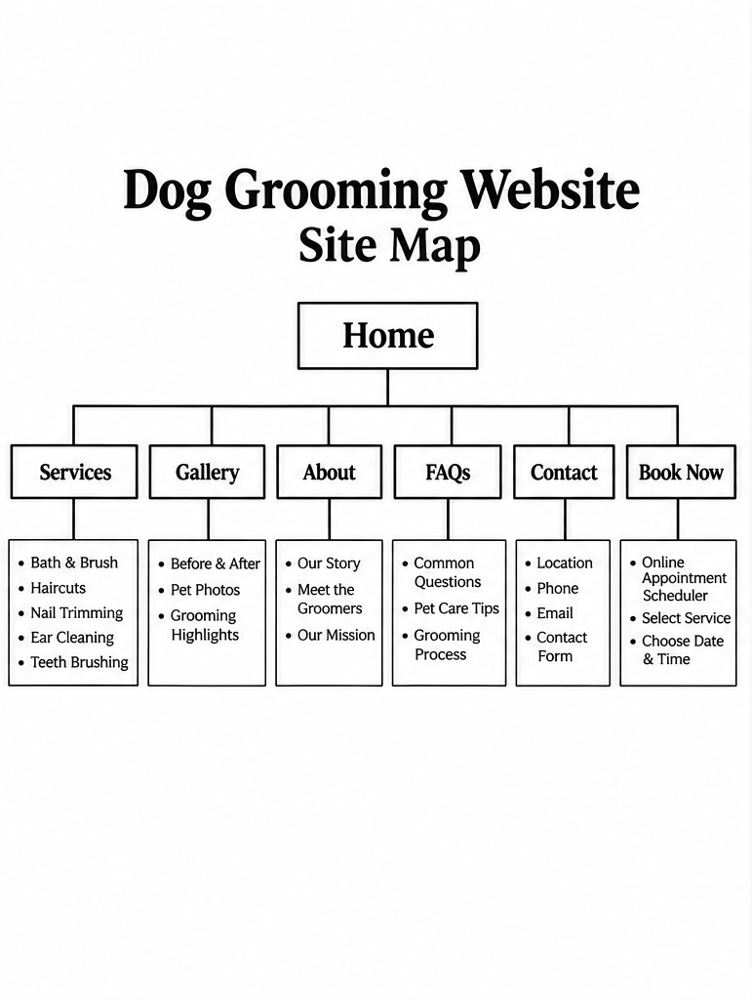 Dog Grooming Website
Site Map
Home
Services
Gallery
About
FAQs
Contact
Book Now
• Bath & Brush
• Haircuts
• Nail Trimming
• Ear Cleaning
• Teeth Brushing
• Before & After
• Pet Photos
• Grooming
Highlights
• Our Story
• Meet the
Groomers
• Our Mission
• Common
Questions
• Pet Care Tips
• Grooming
Process
• Location
• Phone
• Email
• Contact
Form
• Online
Appointment
Scheduler
• Select Service
• Choose Date
& Time